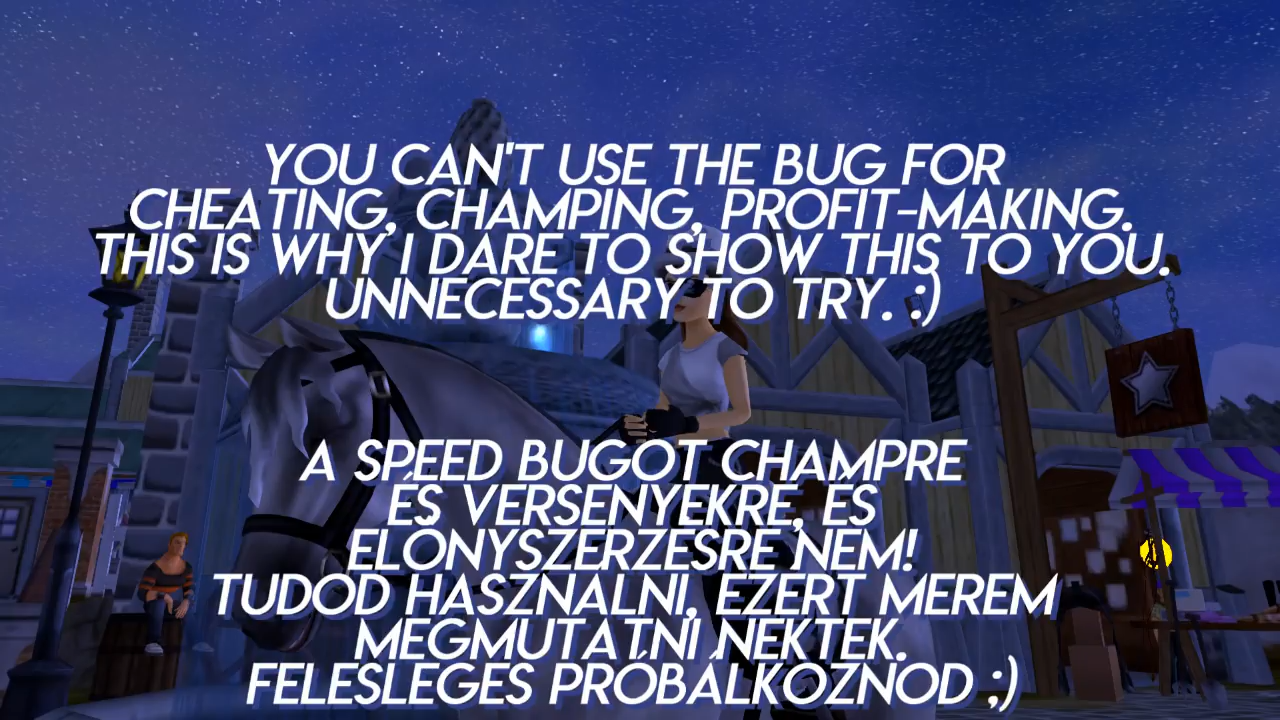 YOU CAN'T USE THE BUG FOR
CHEATING, CHAMPING, PROFIT-MAKING.
THIS IS WHY I DARE TO SHOW THIS TO YOU.
UNNECESSARY TO TRY. :)
A SPEED BUGOT CHAMPRE
ÉS VERSENYEKRE, ÉS
ELŐNYSZERZÉSRE NEM!
TUDOD HASZNÁLNI, EZÉRT MEREM
MEGMUTATNI NEKTEK.
FELESLEGES PRÓBÁLKOZNOD ;)